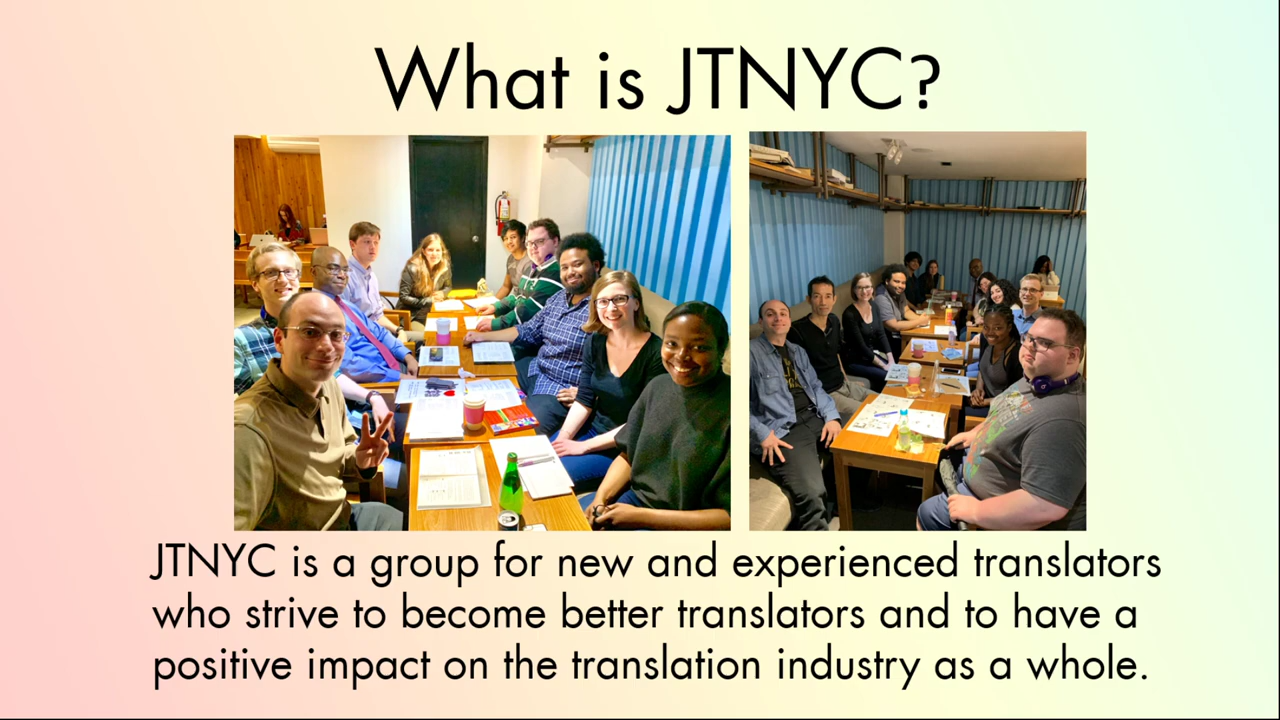 What is JTNYC?
JTNYC is a group for new and experienced translators
who strive to become better translators and to have a
positive impact on the translation industry as a whole.